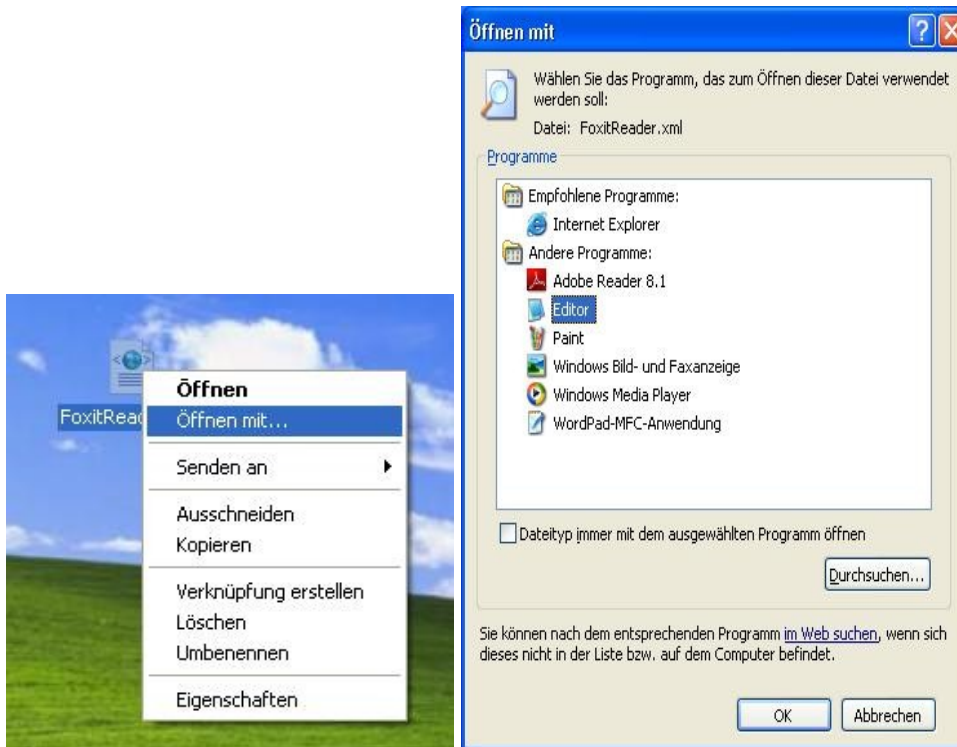 FoxitRead
Öffnen
Öffnen mit...
Senden an
Ausschneiden
Kopieren
Verknüpfung erstellen
Löschen
Umbenennen
Eigenschaften
Öffnen mit
Wählen Sie das Programm, das zum Öffnen dieser Datei verwendet
werden soll:
Datei: FoxitReader.xml
Programme
Empfohlene Programme:
Internet Explorer
Andere Programme:
Adobe Reader 8.1
Editor
Paint
Windows Bild- und Faxanzeige
Windows Media Player
WordPad-MFC-Anwendung
Dateityp immer mit dem ausgewählten Programm öffnen
Durchsuchen...
Sie können nach dem entsprechenden Programm im Web suchen, wenn sich
dieses nicht in der Liste bzw. auf dem Computer befindet.
OK
Abbrechen